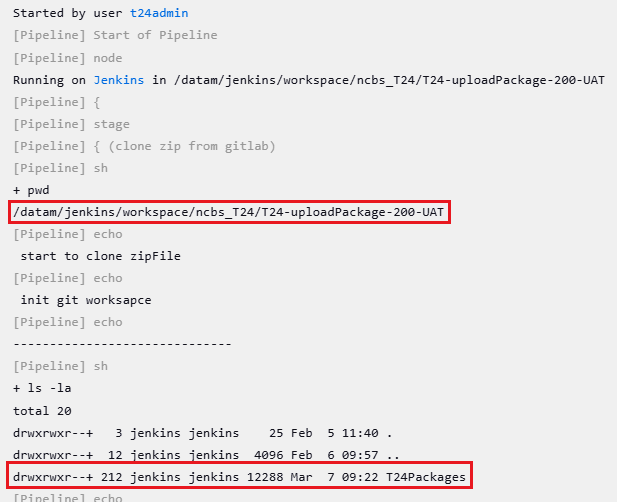 Started by user t24admin
[Pipeline] Start of Pipeline
[Pipeline] node
Running on Jenkins in /datam/jenkins/workspace/ncbs_T24/T24-uploadPackage-200-UAT
[Pipeline] {
[Pipeline] stage
[Pipeline] { (clone zip from gitlab)
[Pipeline] sh
+ pwd
/datam/jenkins/workspace/ncbs_T24/T24-uploadPackage-200-UAT
[Pipeline] echo
 start to clone zipFile
[Pipeline] echo
 init git worksapce
[Pipeline] echo
------------------------------
[Pipeline] sh
+ ls -la
total 20
drwxrwxr--+   3 jenkins jenkins    25 Feb  5 11:40 .
drwxrwxr--+  12 jenkins jenkins  4096 Feb  6 09:57 ..
drwxrwxr--+ 212 jenkins jenkins 12288 Mar  7 09:22 T24Packages
[Pipeline] echo